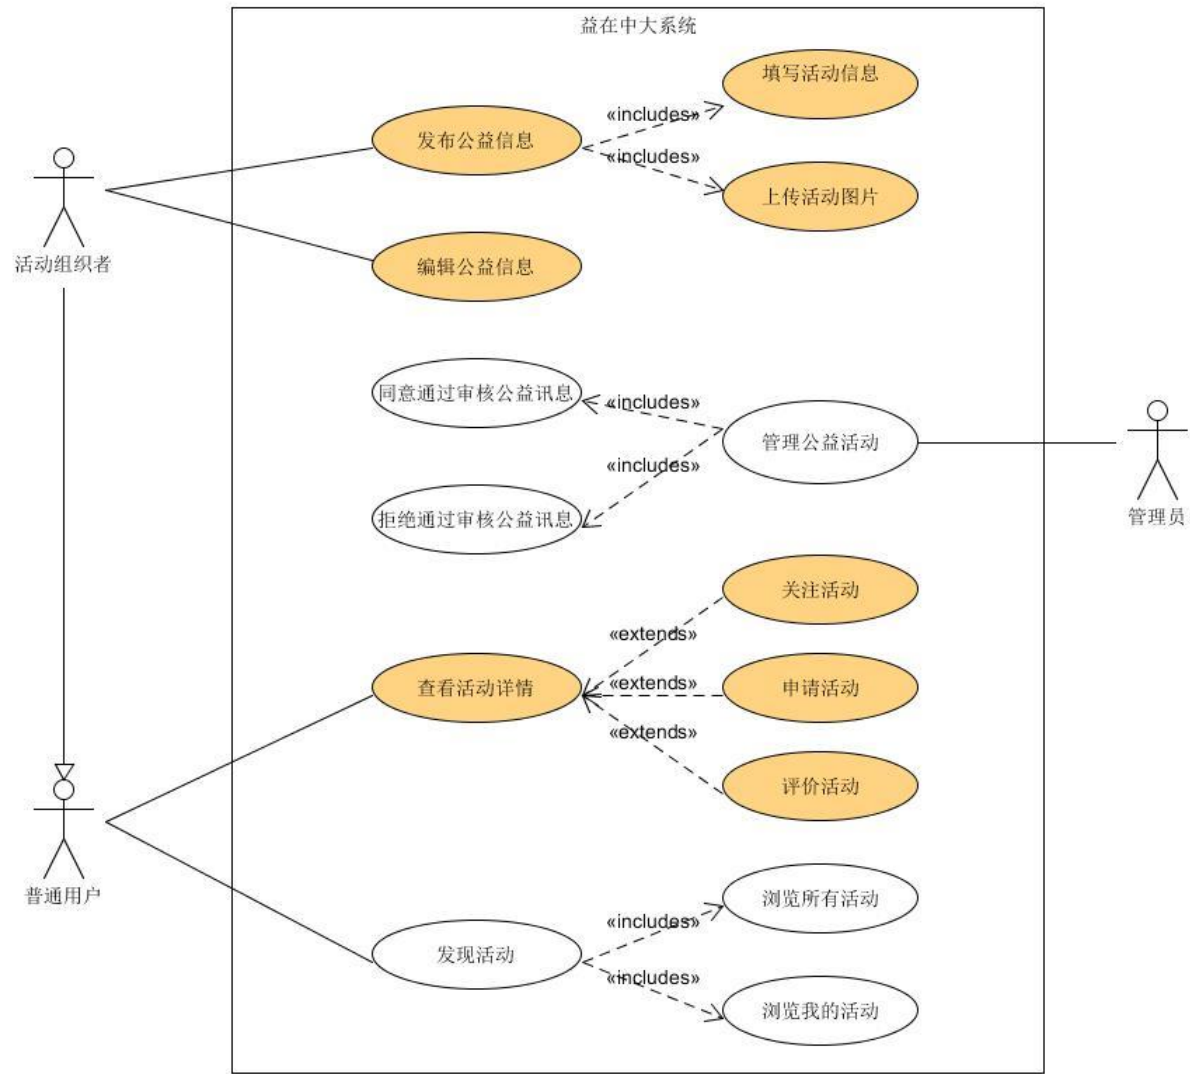 益在中大系统
填写活动信息
«includes»
发布公益信息
«includes»
上传活动图片
活动组织者
编辑公益信息
同意通过审核公益讯息
«includes»
管理公益活动
«includes»
拒绝通过审核公益讯息
管理员
关注活动
«extends»
查看活动详情
«extends»
申请活动
«extends»
评价活动
普通用户
浏览所有活动
«includes»
发现活动
«includes»
浏览我的活动